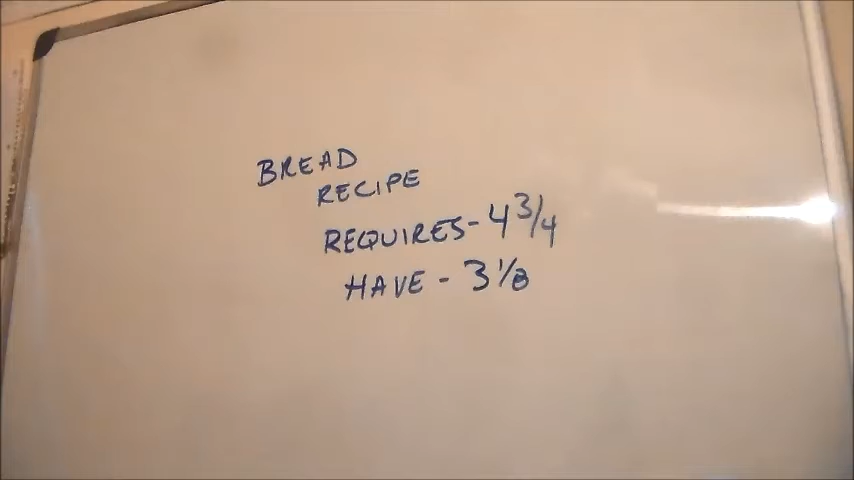 BREAD
RECIPE
REQUIRES - 4 3/4
HAVE - 3 1/8